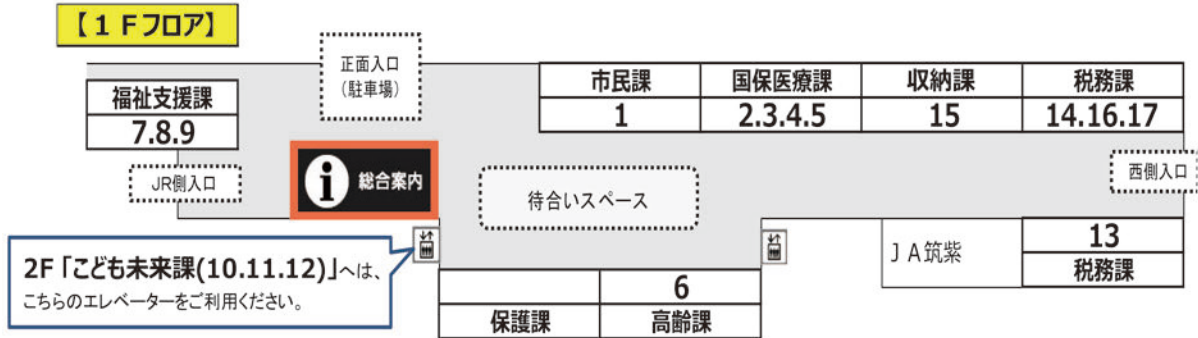 【1 Fフロア】
正面入口
(駐車場)
福祉支援課
7.8.9
市民課 国保医療課 収納課 税務課
1 2.3.4.5 15 14.16.17
JR側入口
i 総合案内
待合いスペース
西側入口
2F「こども未来課(10.11.12)」へは、
こちらのエレベーターをご利用ください。
JA筑紫
13
税務課
6
保護課 高齢課